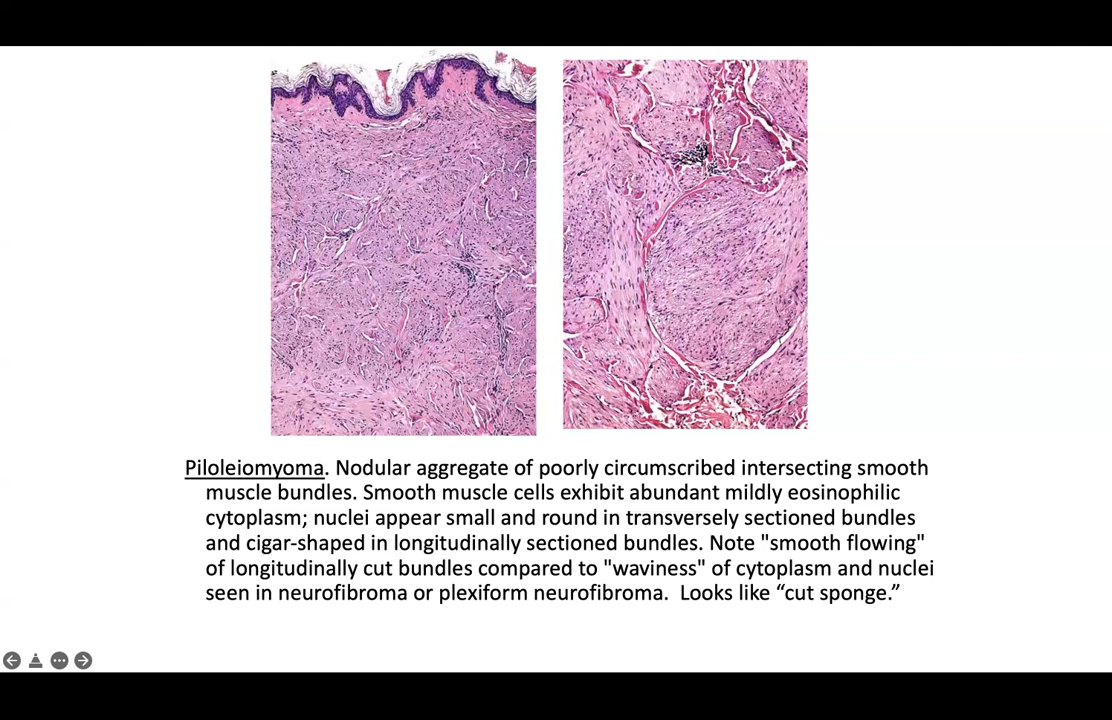 Piloleiomyoma. Nodular aggregate of poorly circumscribed intersecting smooth
muscle bundles. Smooth muscle cells exhibit abundant mildly eosinophilic
cytoplasm; nuclei appear small and round in transversely sectioned bundles
and cigar-shaped in longitudinally sectioned bundles. Note "smooth flowing"
of longitudinally cut bundles compared to "waviness" of cytoplasm and nuclei
seen in neurofibroma or plexiform neurofibroma.  Looks like “cut sponge.”